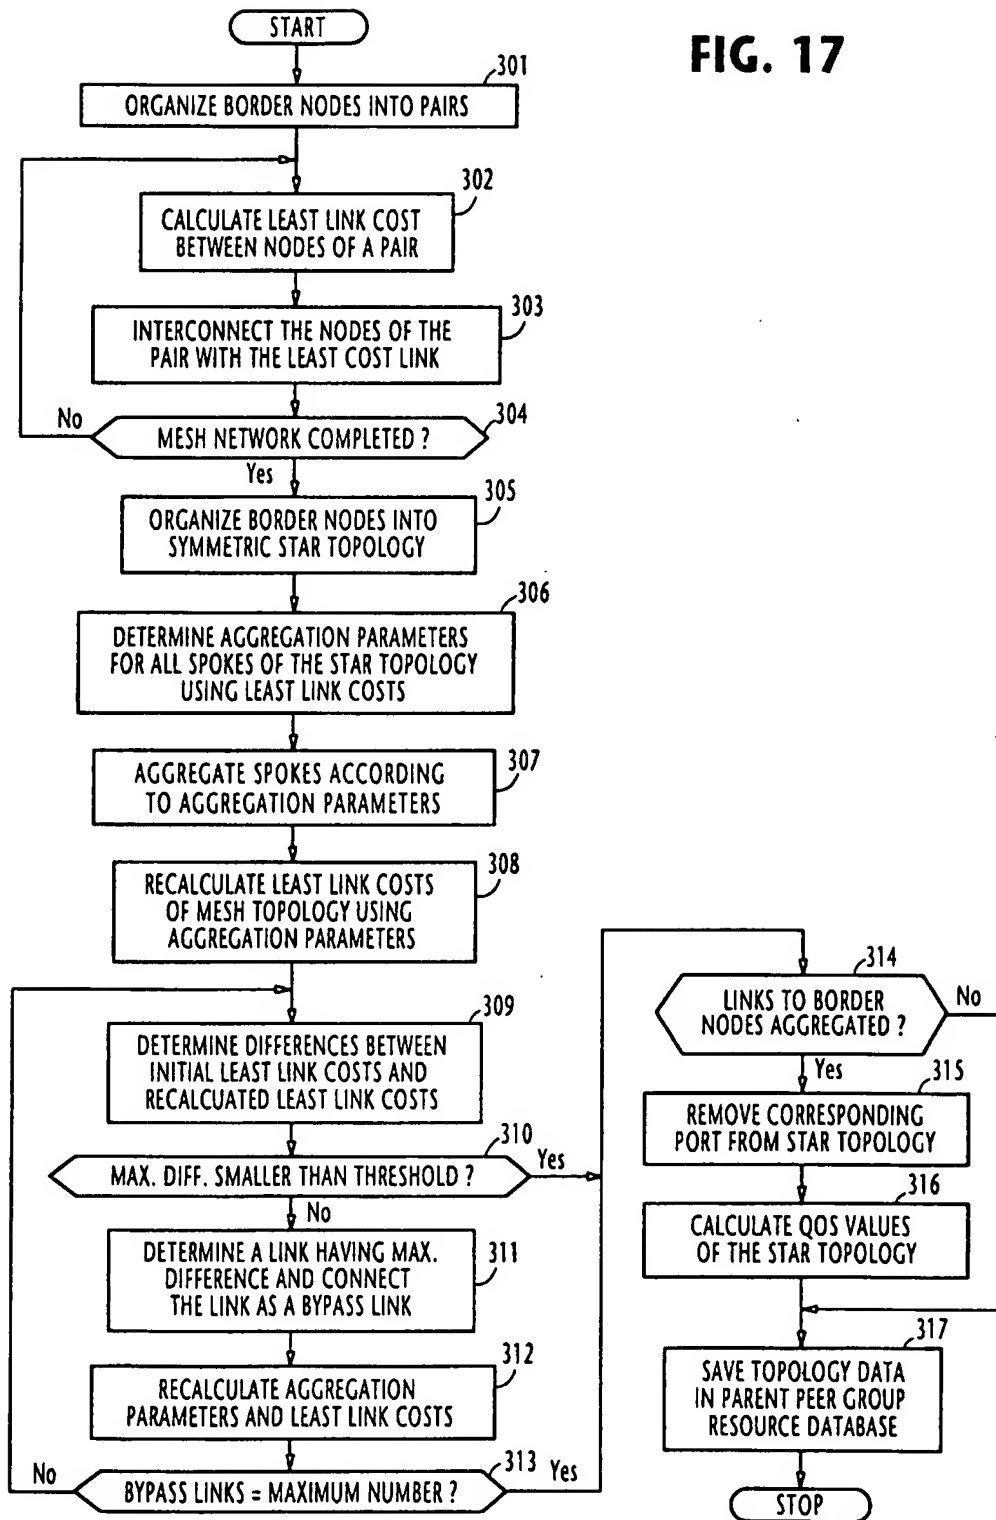 FIG. 17
START
301
ORGANIZE BORDER NODES INTO PAIRS
302
CALCULATE LEAST LINK COST
BETWEEN NODES OF A PAIR
303
INTERCONNECT THE NODES OF THE
PAIR WITH THE LEAST COST LINK
304
No
MESH NETWORK COMPLETED ?
Yes
305
ORGANIZE BORDER NODES INTO
SYMMETRIC STAR TOPOLOGY
306
DETERMINE AGGREGATION PARAMETERS
FOR ALL SPOKES OF THE STAR TOPOLOGY
USING LEAST LINK COSTS
307
AGGREGATE SPOKES ACCORDING
TO AGGREGATION PARAMETERS
308
RECALCULATE LEAST LINK COSTS
OF MESH TOPOLOGY USING
AGGREGATION PARAMETERS
309
DETERMINE DIFFERENCES BETWEEN
INITIAL LEAST LINK COSTS AND
RECALCUATED LEAST LINK COSTS
310
MAX. DIFF. SMALLER THAN THRESHOLD ?
Yes
No
311
DETERMINE A LINK HAVING MAX.
DIFFERENCE AND CONNECT
THE LINK AS A BYPASS LINK
312
RECALCULATE AGGREGATION
PARAMETERS AND LEAST LINK COSTS
313
No
BYPASS LINKS = MAXIMUM NUMBER ?
Yes
314
LINKS TO BORDER
NODES AGGREGATED ?
No
Yes
315
REMOVE CORRESPONDING
PORT FROM STAR TOPOLOGY
316
CALCULATE QOS VALUES
OF THE STAR TOPOLOGY
317
SAVE TOPOLOGY DATA
IN PARENT PEER GROUP
RESOURCE DATABASE
STOP